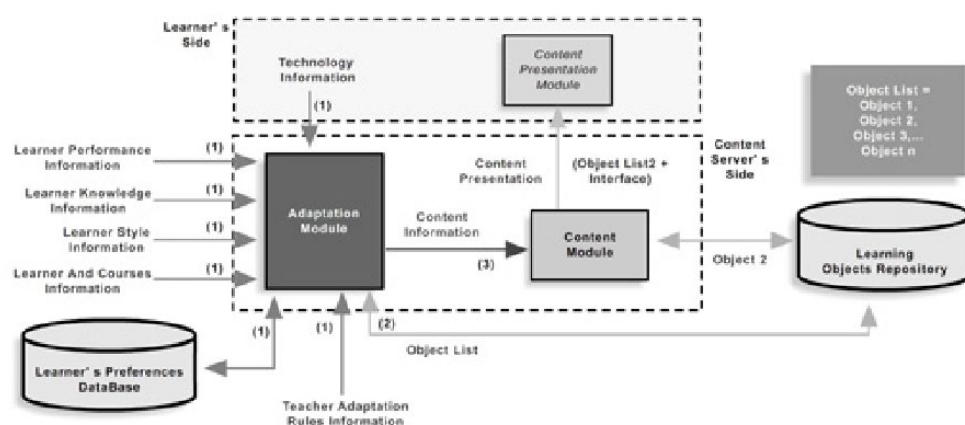 Learner's
Side
Technology
Information
(1)
Content
Presentation
Module
Object List =
Object 1,
Object 2,
Object 3,...
Object n
Learner Performance
Information
(1)
Learner Knowledge
Information
(1)
Learner Style
Information
(1)
Learner And Courses
Information
(1)
Adaptation
Module
Content
Presentation
(Object List2 +
Interface)
Content
Server's
Side
Content
Information
(3)
Content
Module
Object 2
Learning
Objects Repository
(1)
(1)
(2)
Object List
Learner's Preferences
DataBase
Teacher Adaptation
Rules Information